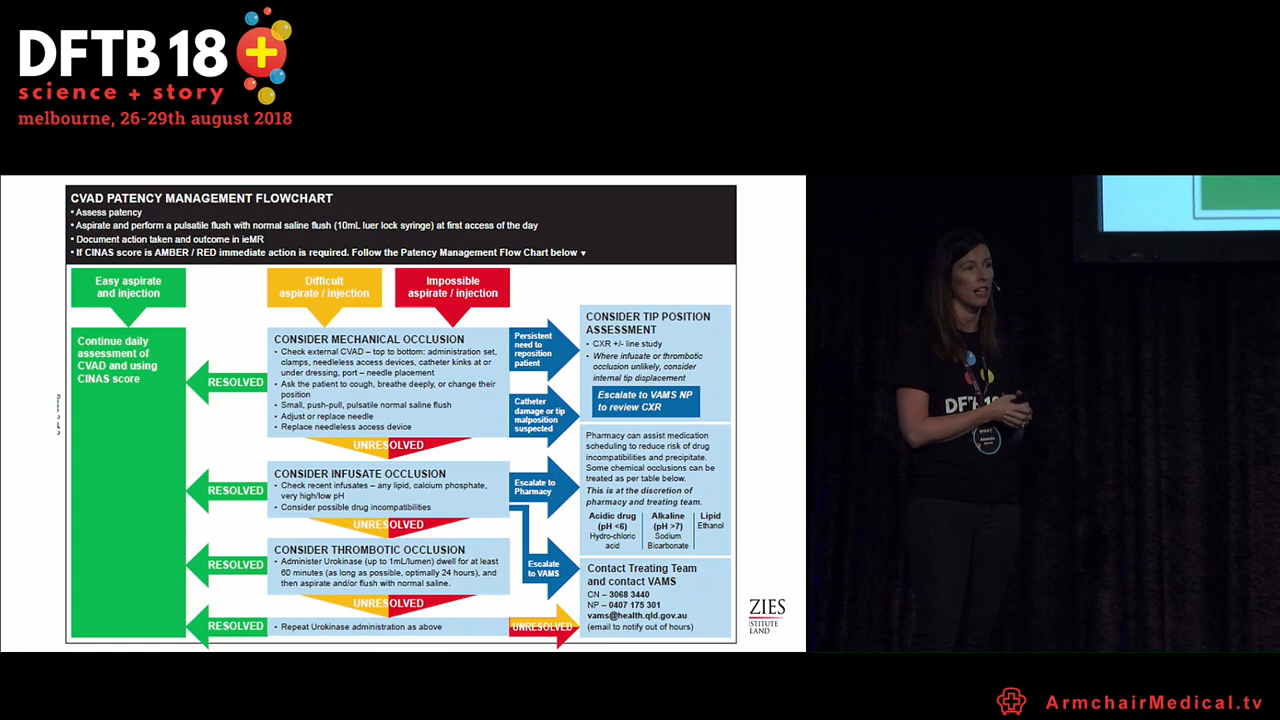 DFTB 18
science + story
melbourne, 26-29th august 2018
CVAD PATENCY MANAGEMENT FLOWCHART
• Assess patency
• Aspirate and perform a pulsatile flush with normal saline flush (10mL luer lock syringe) at first access of the day
• Document action taken and outcome in ieMR
• If CINAS score is AMBER / RED immediate action is required. Follow the Patency Management Flow Chart below ▼
Easy aspirate
and injection
Difficult
aspirate / injection
Impossible
aspirate / injection
Continue daily
assessment of
CVAD and using
CINAS score
RESOLVED
CONSIDER MECHANICAL OCCLUSION
• Check external CVAD – top to bottom: administration set,
clamps, needleless access devices, catheter kinks at or
under dressing, port – needle placement
• Ask the patient to cough, breathe deeply, or change their
position
• Small, push-pull, pulsatile normal saline flush
• Adjust or replace needle
• Replace needleless access device
UNRESOLVED
Persistent
need to
reposition
patient
Catheter
damage or tip
malposition
suspected
CONSIDER TIP POSITION
ASSESSMENT
• CXR +/- line study
• Where infusate or thrombotic
occlusion unlikely, consider
internal tip displacement
Escalate to VAMS NP
to review CXR
RESOLVED
CONSIDER INFUSATE OCCLUSION
• Check recent infusates – any lipid, calcium phosphate,
very high/low pH
• Consider possible drug incompatibilities
UNRESOLVED
Escalate to
Pharmacy
Pharmacy can assist medication
scheduling to reduce risk of drug
incompatibilities and precipitate.
Some chemical occlusions can be
treated as per table below.
This is at the discretion of
pharmacy and treating team.
Acidic drug
(pH <6)
Hydro-chloric
acid
Alkaline
(pH >7)
Sodium
Bicarbonate
Lipid
Ethanol
RESOLVED
CONSIDER THROMBOTIC OCCLUSION
• Administer Urokinase (up to 1mL/lumen) dwell for at least
60 minutes (as long as possible, optimally 24 hours), and
then aspirate and/or flush with normal saline.
UNRESOLVED
Escalate
to VAMS
RESOLVED
• Repeat Urokinase administration as above
UNRESOLVED
Contact Treating Team
and contact VAMS
CN – 3068 3440
NP – 0407 175 301
vams@health.qld.gov.au
(email to notify out of hours)
ZIES
STITUTE
LAND
DFTB 18
ArmchairMedical.tv